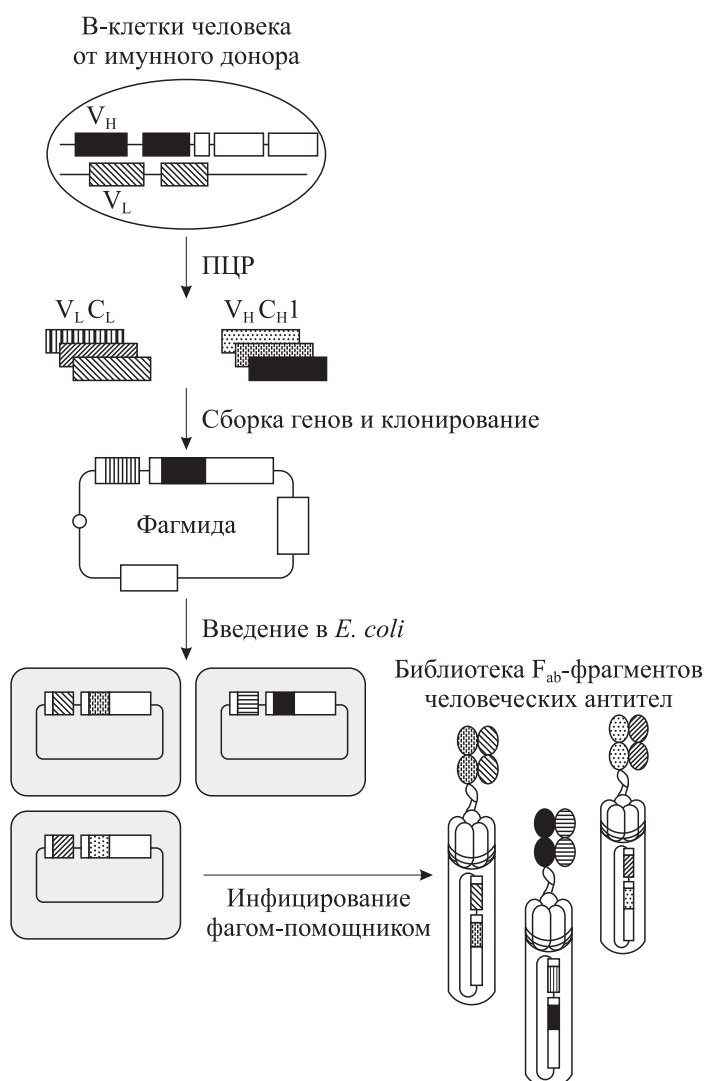 В-клетки человека
от имунного донора
V_H
V_L
ПЦР
V_L C_L
V_H C_H1
Сборка генов и клонирование
Фагмида
Введение в E. coli
Библиотека F_ab-фрагментов
человеческих антител
Инфицирование
фагом-помощником